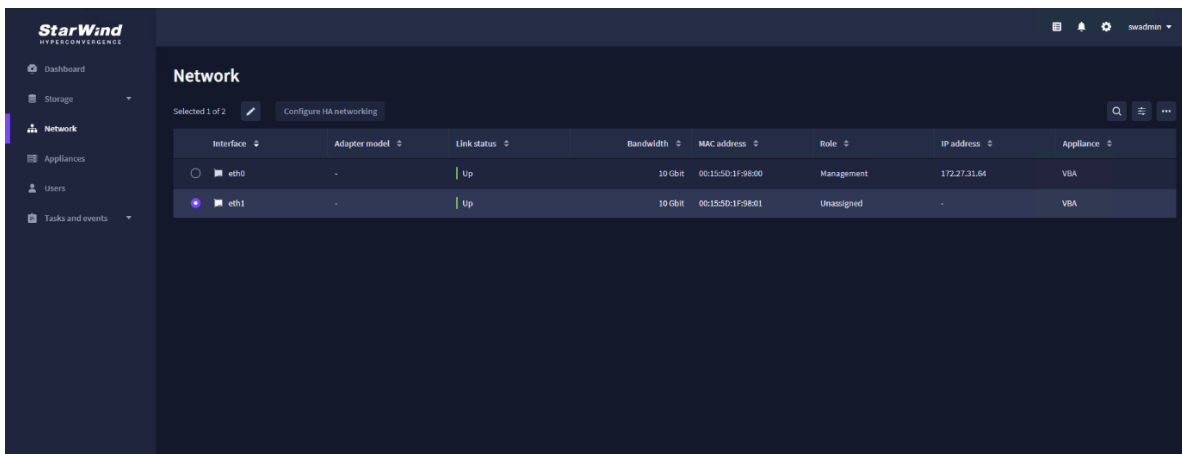 StarWind
HYPERCONVERGENCE
swadmin
Dashboard
Storage
Network
Appliances
Users
Tasks and events
Network
Selected 1 of 2 Configure HA networking
Interface Adapter model Link status Bandwidth MAC address Role IP address Appliance
eth0 - Up 10 Gbit 00:15:5D:1F:98:00 Management 172.27.31.64 VBA
eth1 - Up 10 Gbit 00:15:5D:1F:98:01 Unassigned - VBA